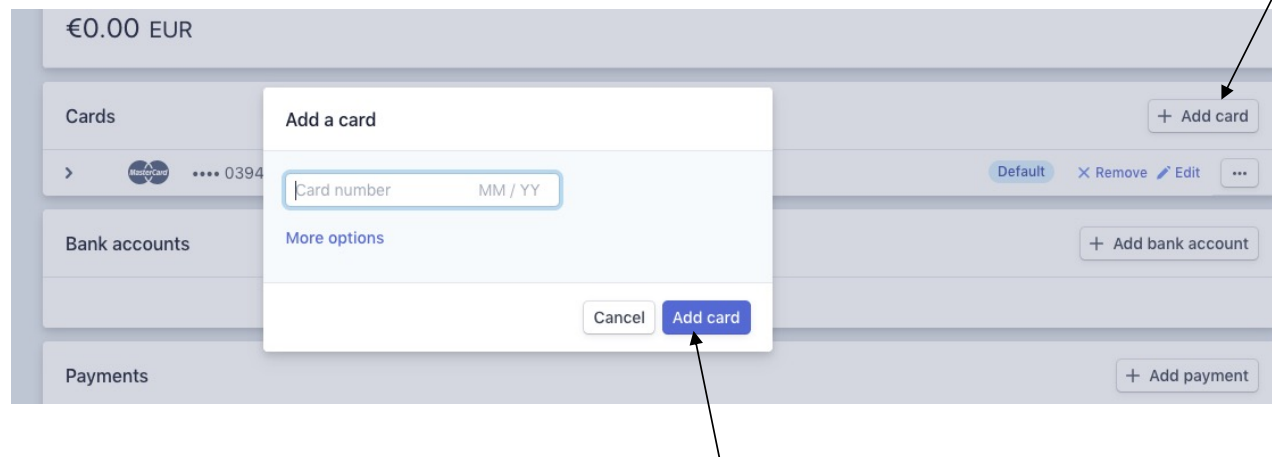 €0.00 EUR
Cards
+ Add card
Add a card
MasterCard •••• 0394
Default × Remove Edit ...
Card number MM / YY
More options
Bank accounts
+ Add bank account
Cancel Add card
Payments
+ Add payment